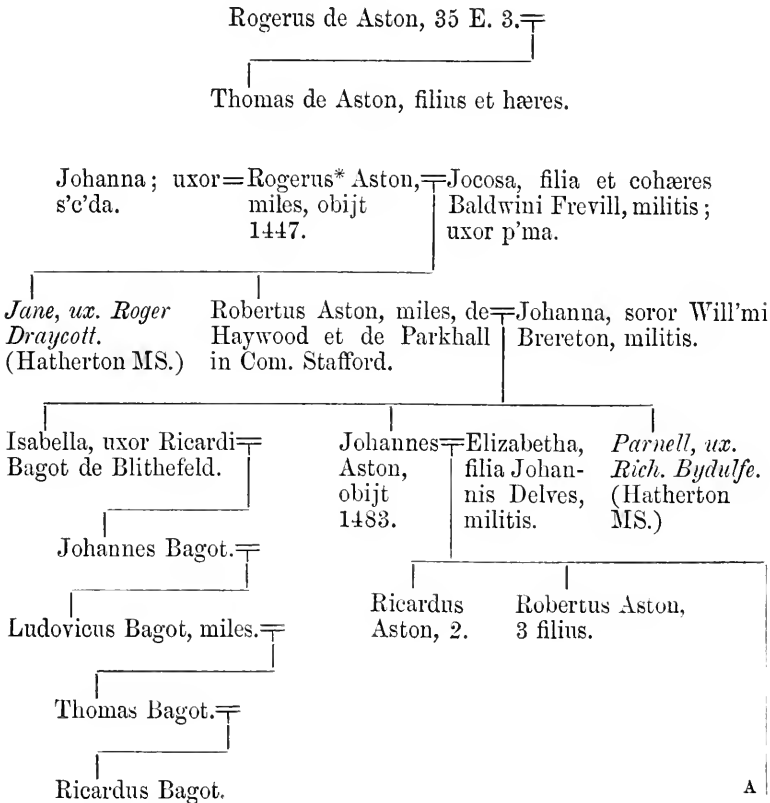 Rogerus de Aston, 35 E. 3.
Thomas de Aston, filius et hæres.
Johanna; uxor
s'c'da.
Rogerus* Aston,
miles, obijt
1447.
Jocosa, filia et cohæres
Baldwini Frevill, militis;
uxor p'ma.
Jane, ux. Roger
Draycott.
(Hatherton MS.)
Robertus Aston, miles, de
Haywood et de Parkhall
in Com. Stafford.
Johanna, soror Will'mi
Brereton, militis.
Isabella, uxor Ricardi
Bagot de Blithefeld.
Johannes
Aston,
obijt
1483.
Elizabetha,
filia Johan-
nis Delves,
militis.
Parnell, ux.
Rich. Bydulfe.
(Hatherton
MS.)
Johannes Bagot.
Ludovicus Bagot, miles.
Thomas Bagot.
Ricardus Bagot.
Ricardus
Aston, 2.
Robertus Aston,
3 filius.
A